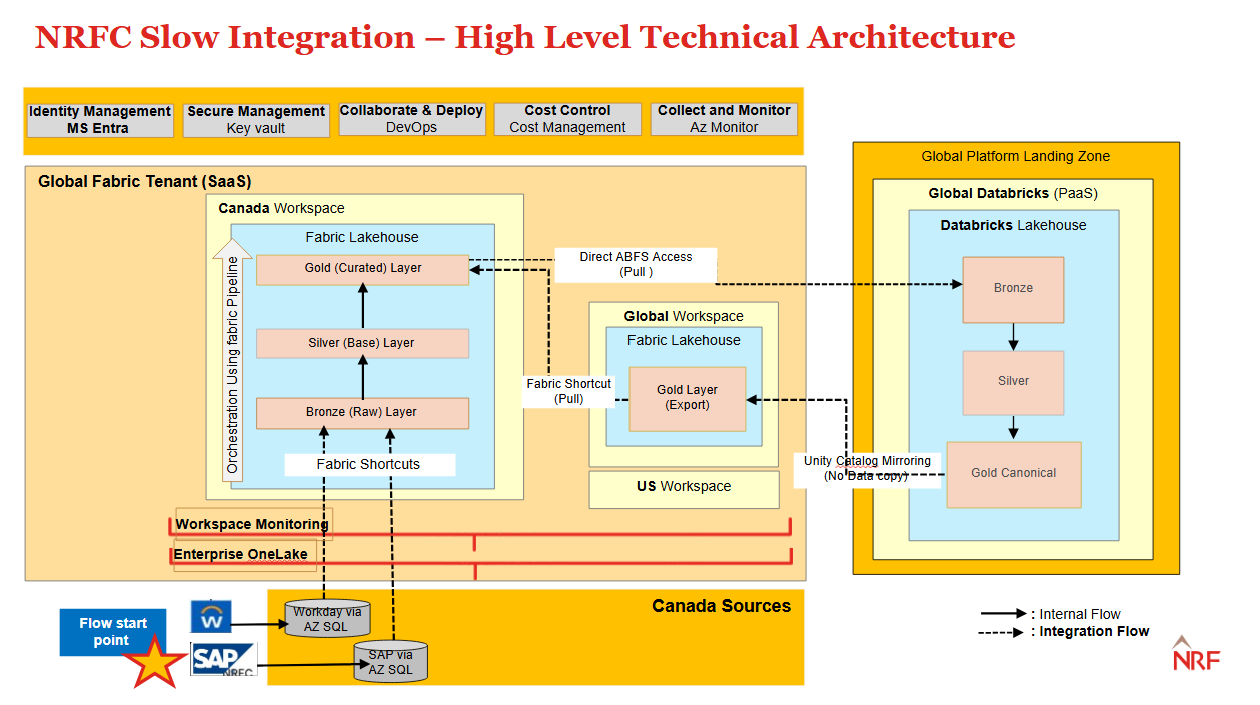 NRFC Slow Integration – High Level Technical Architecture
Identity Management
MS Entra
Secure Management
Key vault
Collaborate & Deploy
DevOps
Cost Control
Cost Management
Collect and Monitor
Az Monitor
Global Fabric Tenant (SaaS)
Canada Workspace
Fabric Lakehouse
Orchestration Using fabric Pipeline
Gold (Curated) Layer
Silver (Base) Layer
Bronze (Raw) Layer
Fabric Shortcuts
Direct ABFS Access
(Pull )
Global Workspace
Fabric Lakehouse
Gold Layer
(Export)
Fabric Shortcut
(Pull)
US Workspace
Unity Catalog Mirroring
(No Data copy)
Global Platform Landing Zone
Global Databricks (PaaS)
Databricks Lakehouse
Bronze
Silver
Gold Canonical
Workspace Monitoring
Enterprise OneLake
Flow start
point
W
SAP
NRFC
Workday via
AZ SQL
SAP via
AZ SQL
Canada Sources
: Internal Flow
: Integration Flow
NRF